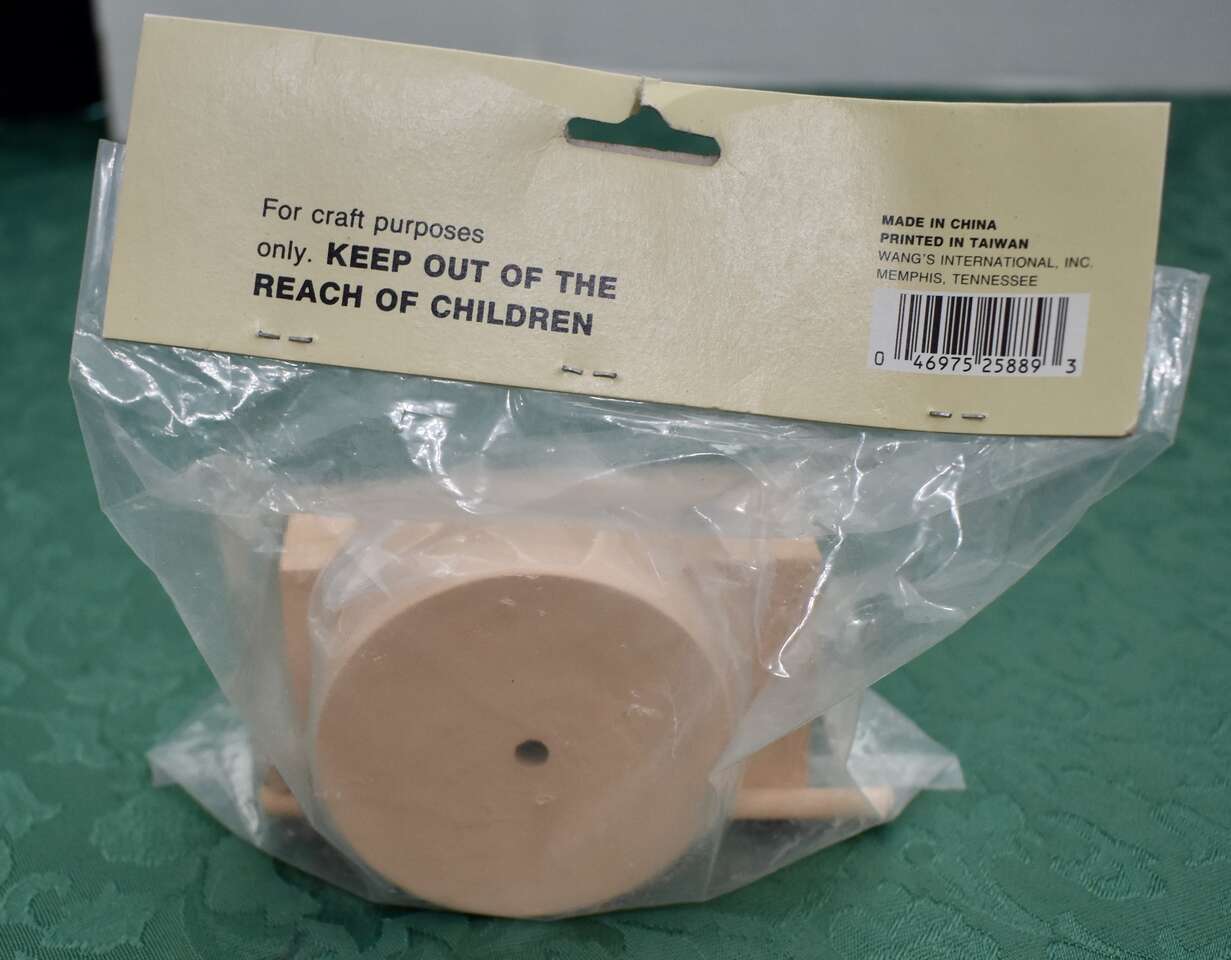 For craft purposes
only. KEEP OUT OF THE
REACH OF CHILDREN
MADE IN CHINA
PRINTED IN TAIWAN
WANG'S INTERNATIONAL, INC.
MEMPHIS, TENNESSEE
0 46975 25889 3